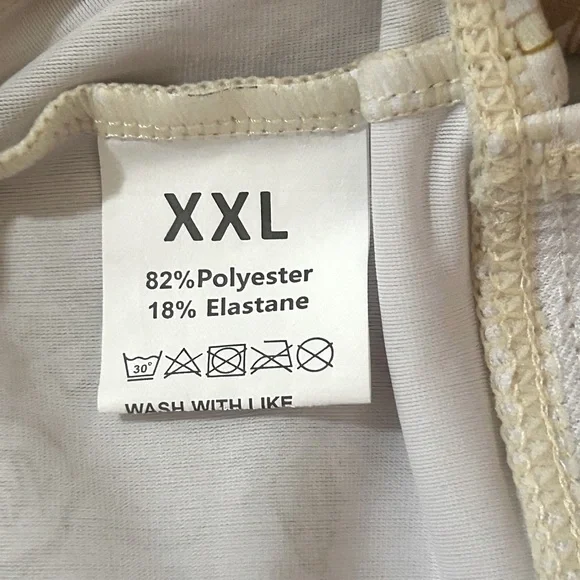 XXL
82%Polyester
18% Elastane
30°
WASH WITH LIKE